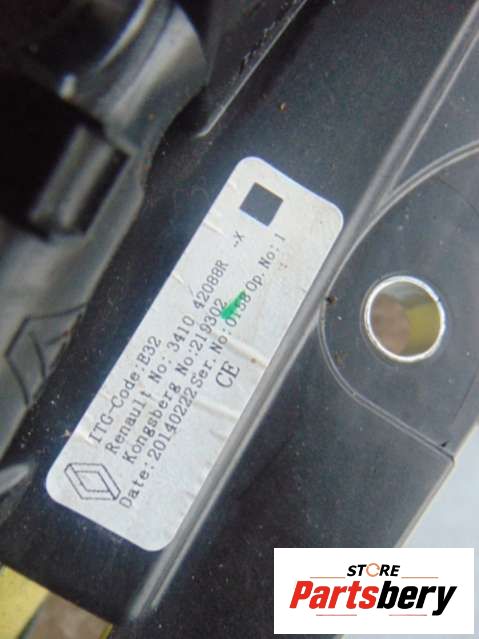 ITG-Code:B32
Renault No: 3410 42088R -X
Kongsberg No:219302
Date:20140222 Ser. No:0133 Op. No:1
CE
STORE
Partsbery